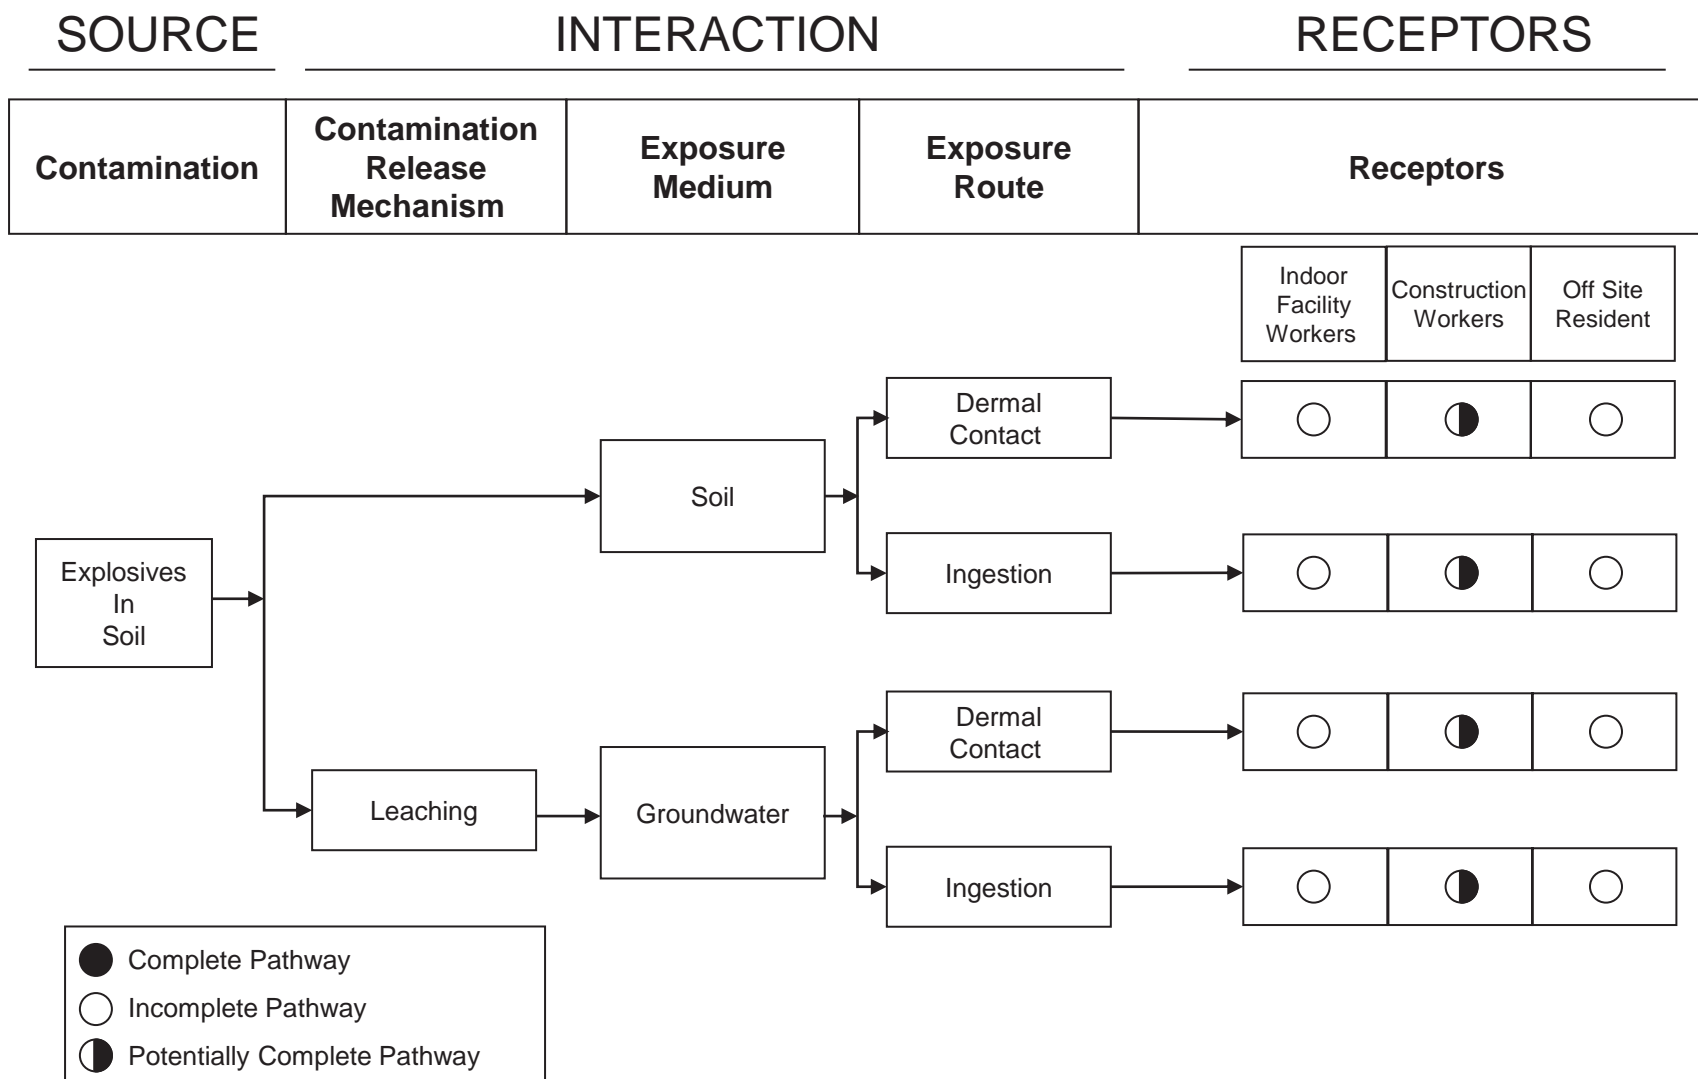 SOURCE
INTERACTION
RECEPTORS
Contamination
Contamination
Release
Mechanism
Exposure
Medium
Exposure
Route
Receptors
Indoor
Facility
Workers
Construction
Workers
Off Site
Resident
Dermal
Contact
Soil
Explosives
In
Soil
Ingestion
Dermal
Contact
Leaching
Groundwater
Ingestion
Complete Pathway
Incomplete Pathway
Potentially Complete Pathway